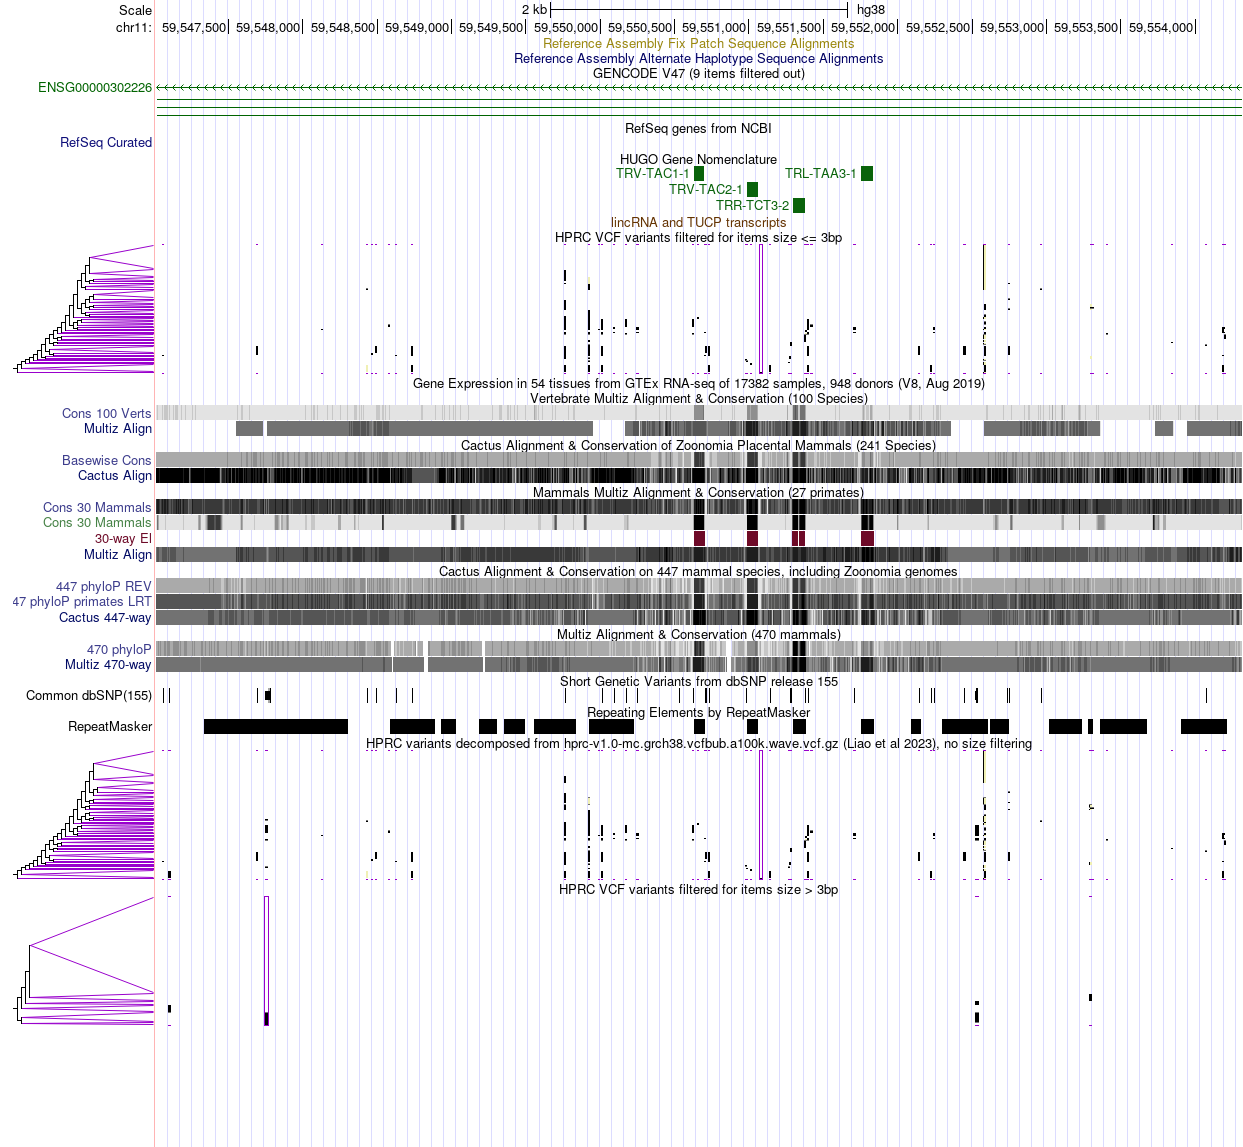 Scale 2 kb hg38
chr11: 59,547,500 59,548,000 59,548,500 59,549,000 59,549,500 59,550,000 59,550,500 59,551,000 59,551,500 59,552,000 59,552,500 59,553,000 59,553,500 59,554,000
Reference Assembly Fix Patch Sequence Alignments
Reference Assembly Alternate Haplotype Sequence Alignments
GENCODE V47 (9 items filtered out)
ENSG00000302226
RefSeq genes from NCBI
RefSeq Curated
HUGO Gene Nomenclature
TRV-TAC1-1 TRL-TAA3-1
TRV-TAC2-1
TRR-TCT3-2
lincRNA and TUCP transcripts
HPRC VCF variants filtered for items size <= 3bp
Gene Expression in 54 tissues from GTEx RNA-seq of 17382 samples, 948 donors (V8, Aug 2019)
Vertebrate Multiz Alignment & Conservation (100 Species)
Cons 100 Verts
Multiz Align
Cactus Alignment & Conservation of Zoonomia Placental Mammals (241 Species)
Basewise Cons
Cactus Align
Mammals Multiz Alignment & Conservation (27 primates)
Cons 30 Mammals
Cons 30 Mammals
30-way El
Multiz Align
Cactus Alignment & Conservation on 447 mammal species, including Zoonomia genomes
447 phyloP REV
47 phyloP primates LRT
Cactus 447-way
Multiz Alignment & Conservation (470 mammals)
470 phyloP
Multiz 470-way
Short Genetic Variants from dbSNP release 155
Common dbSNP(155)
Repeating Elements by RepeatMasker
RepeatMasker
HPRC variants decomposed from hprc-v1.0-mc.grch38.vcfbub.a100k.wave.vcf.gz (Liao et al 2023), no size filtering
HPRC VCF variants filtered for items size > 3bp